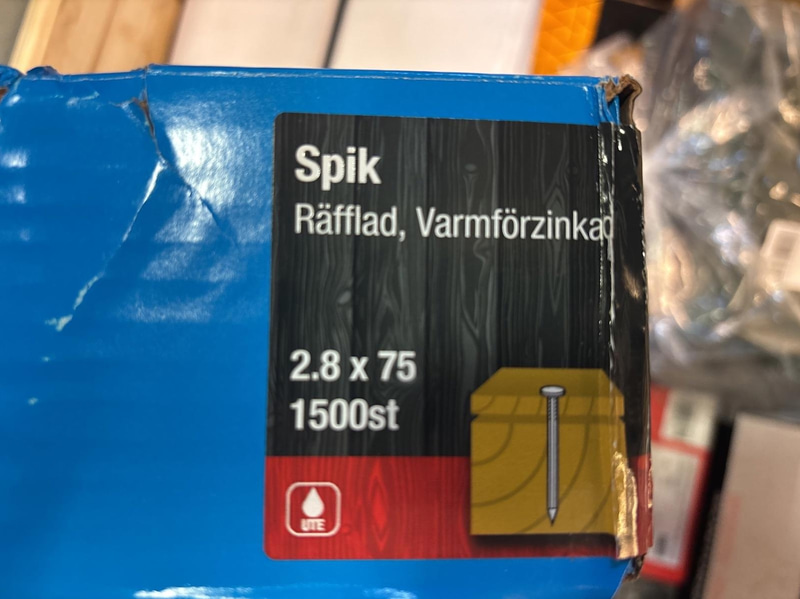 Spik
Räfflad, Varmförzinkad
2.8 x 75
1500st
UTE